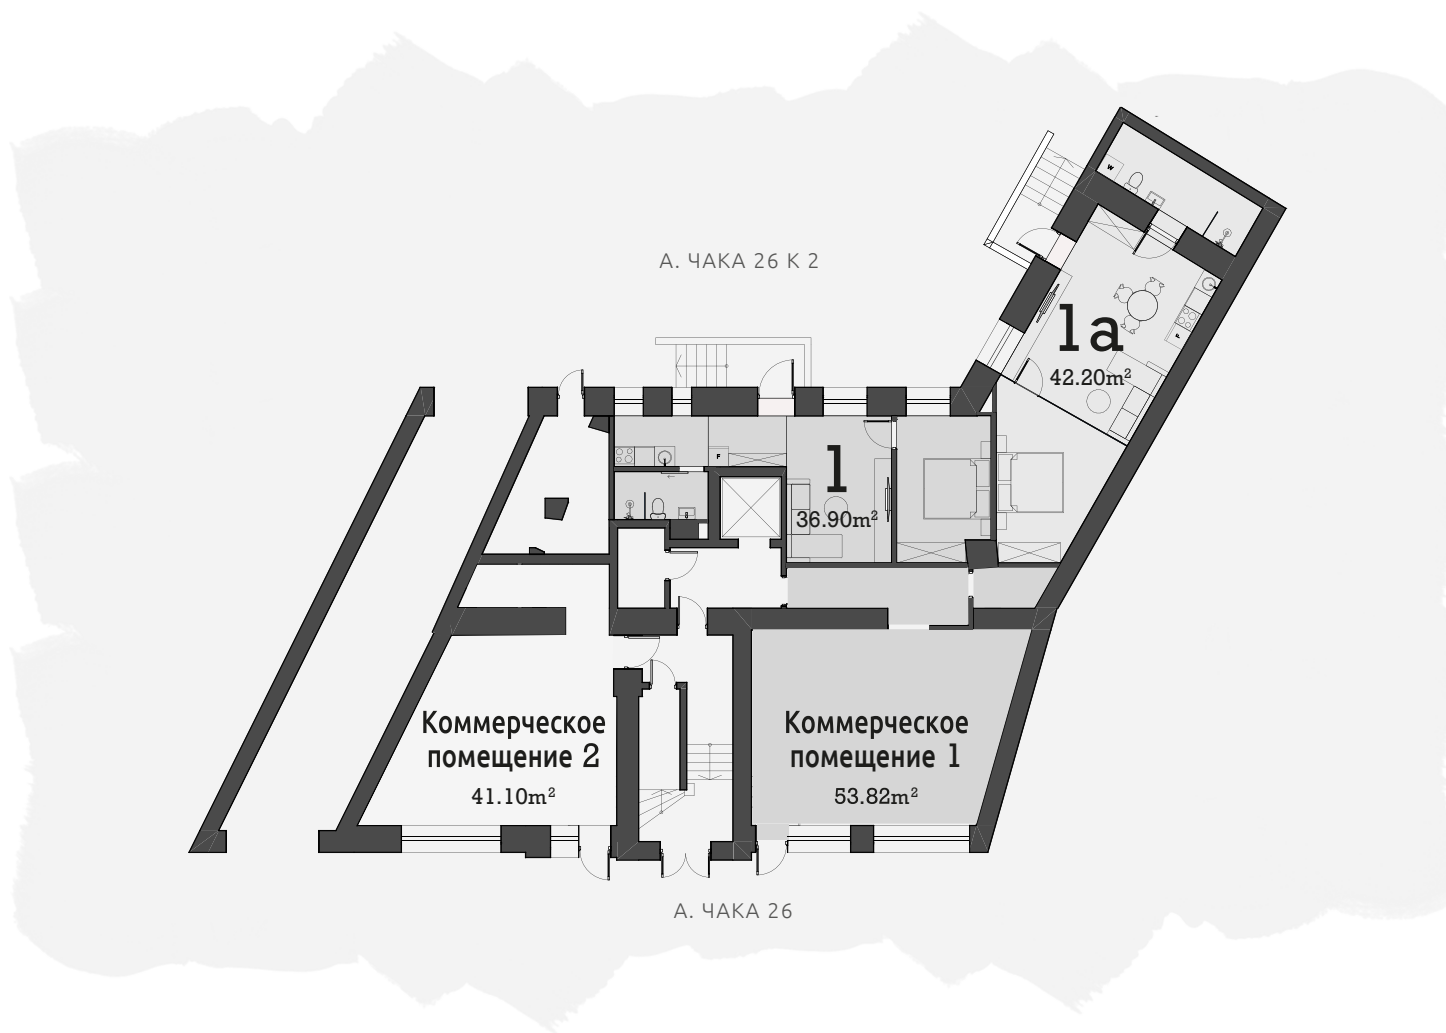 W
А. ЧАКА 26 К 2
1a
42.20m²
F
F
1
36.90m²
Коммерческое
помещение 2
41.10m²
Коммерческое
помещение 1
53.82m²
А. ЧАКА 26